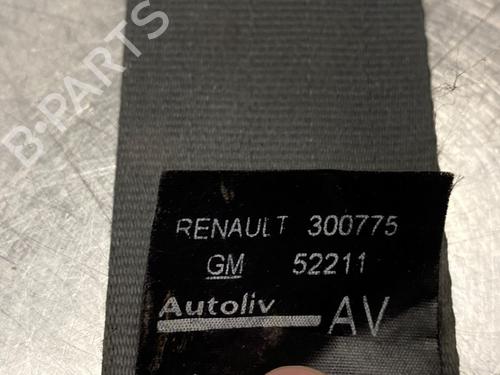 B-PARTS
RENAULT 300775
GM 52211
Autoliv AV